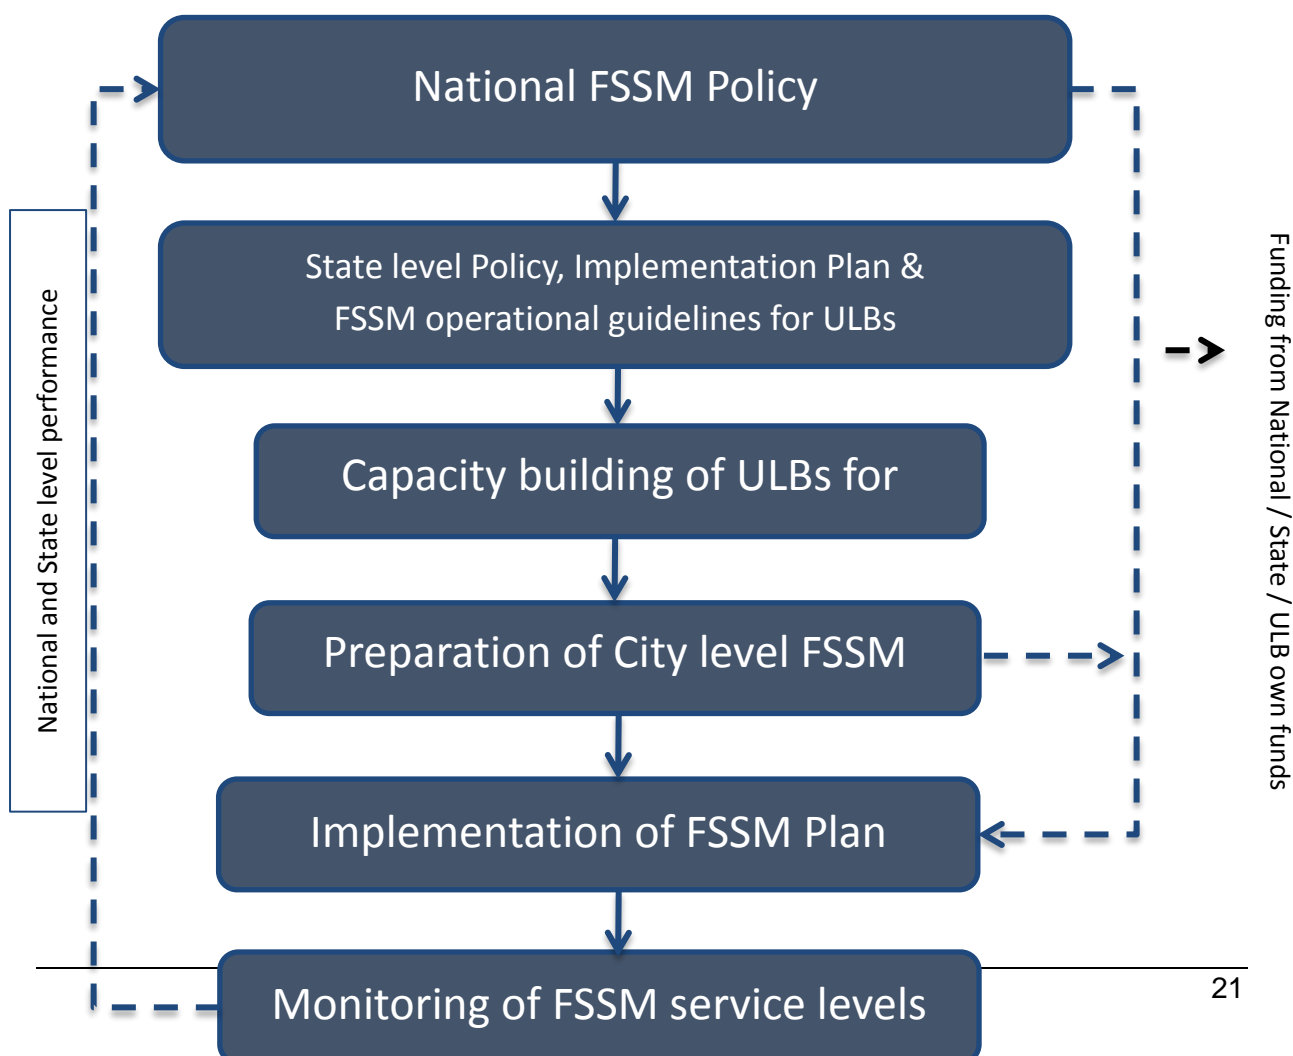 National FSSM Policy
State level Policy, Implementation Plan &
FSSM operational guidelines for ULBs
Capacity building of ULBs for
Preparation of City level FSSM
Implementation of FSSM Plan
Monitoring of FSSM service levels
National and State level performance
Funding from National / State / ULB own funds
21